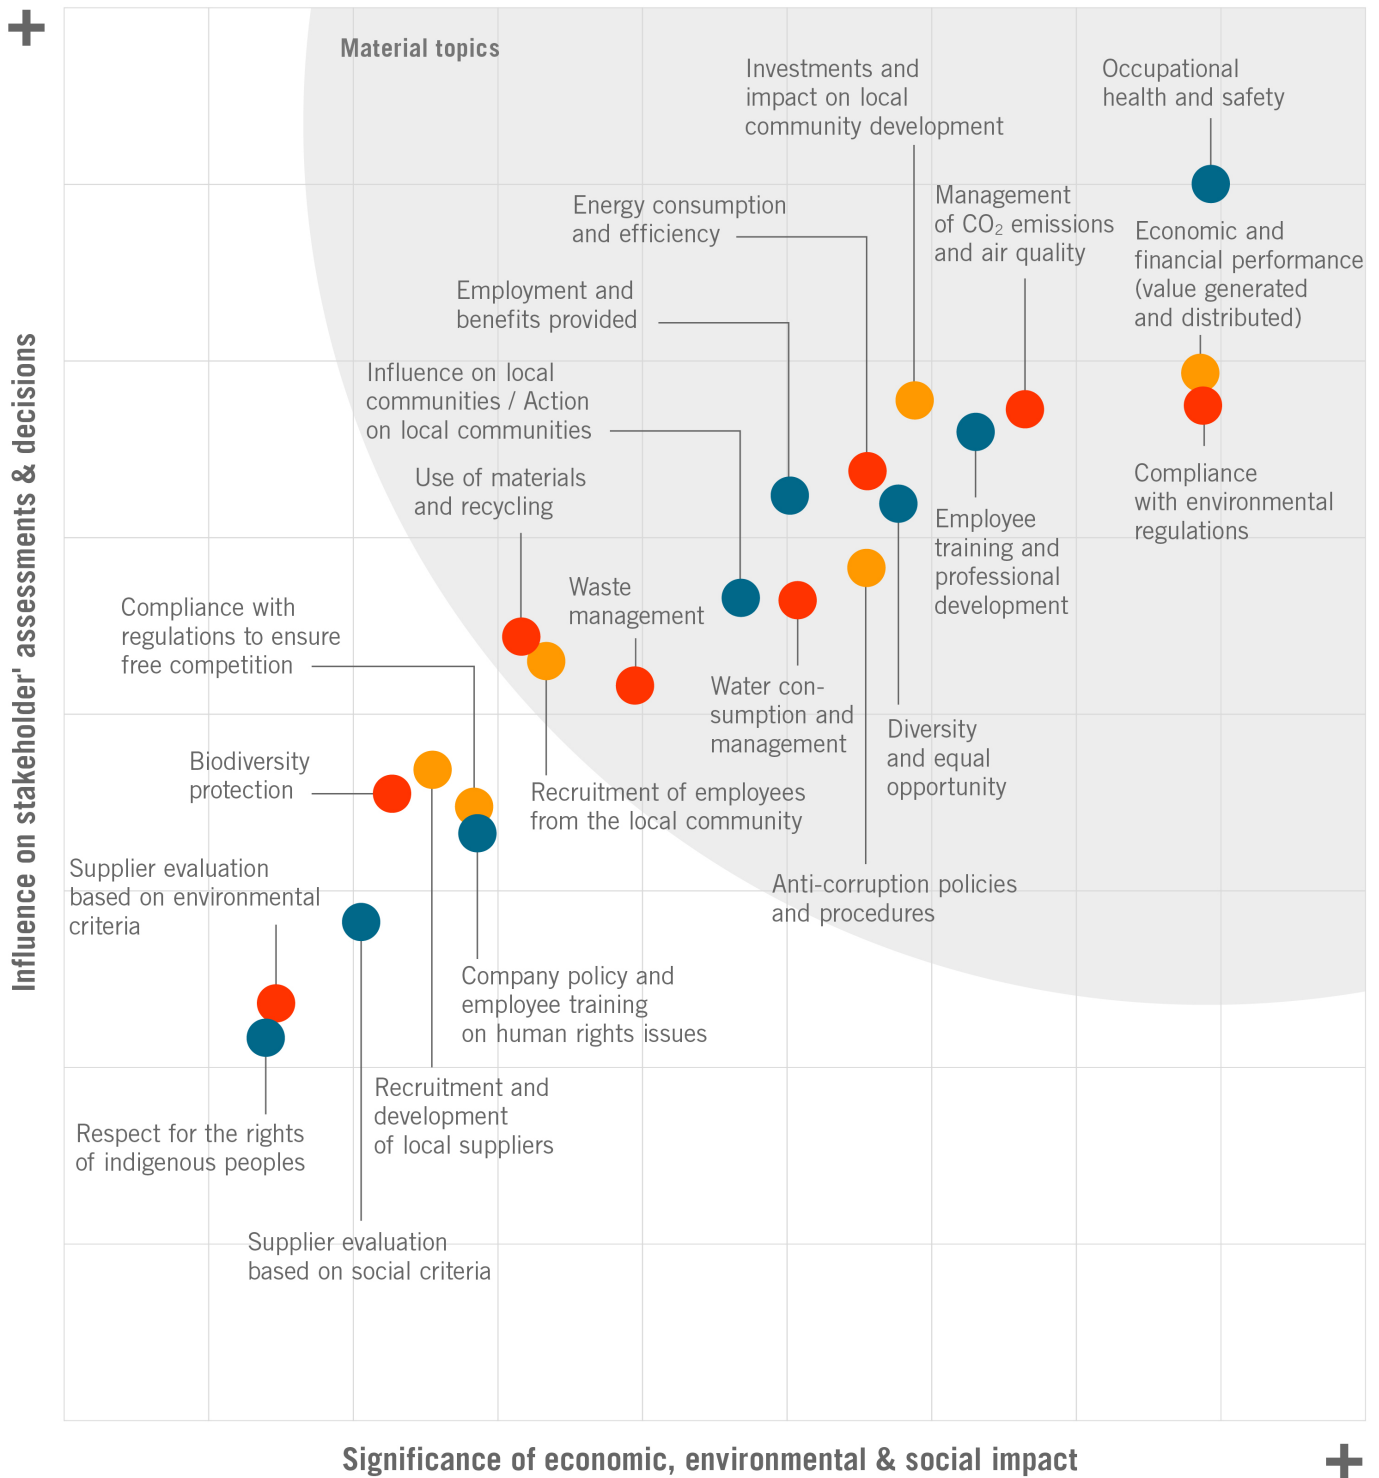 +
Material topics
Investments and
impact on local
community development
Occupational
health and safety
Energy consumption
and efficiency
Management
of CO₂ emissions
and air quality
Economic and
financial performance
(value generated
and distributed)
Employment and
benefits provided
Influence on local
communities / Action
on local communities
Use of materials
and recycling
Compliance
with environmental
regulations
Employee
training and
professional
development
Waste
management
Compliance with
regulations to ensure
free competition
Water con-
sumption and
management
Diversity
and equal
opportunity
Biodiversity
protection
Recruitment of employees
from the local community
Supplier evaluation
based on environmental
criteria
Anti-corruption policies
and procedures
Company policy and
employee training
on human rights issues
Recruitment and
development
of local suppliers
Respect for the rights
of indigenous peoples
Supplier evaluation
based on social criteria
Influence on stakeholder' assessments & decisions
Significance of economic, environmental & social impact
+